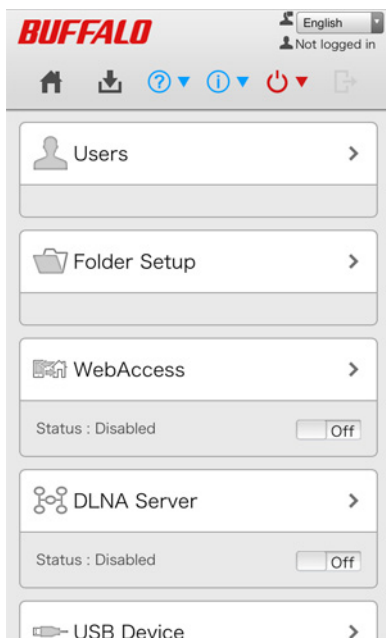 BUFFALO
English
Not logged in
Users
Folder Setup
WebAccess
Status : Disabled
Off
DLNA Server
Status : Disabled
Off
USB Device